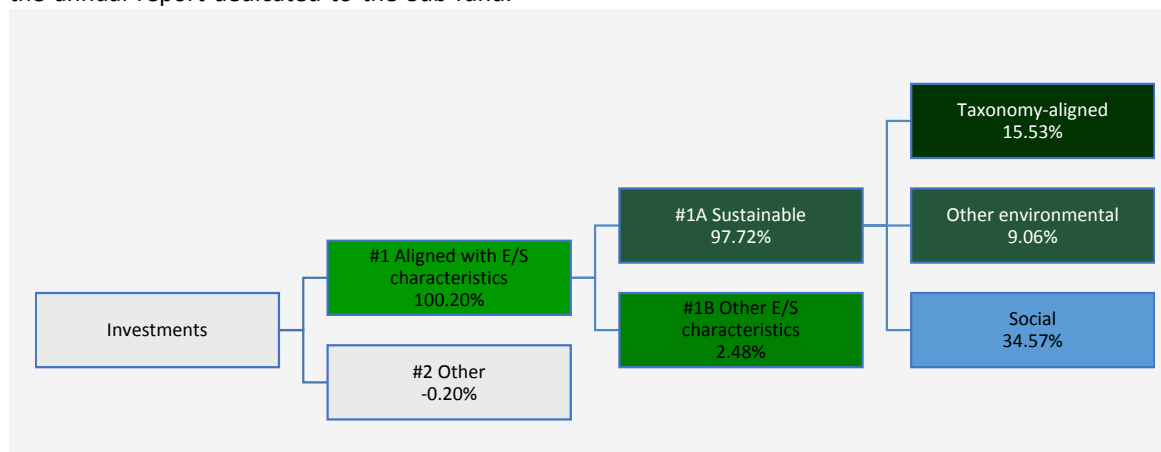 the annual report dedicated to the Sub-fund.
Investments
#1 Aligned with E/S
characteristics
100.20%
#2 Other
-0.20%
#1A Sustainable
97.72%
#1B Other E/S
characteristics
2.48%
Taxonomy-aligned
15.53%
Other environmental
9.06%
Social
34.57%